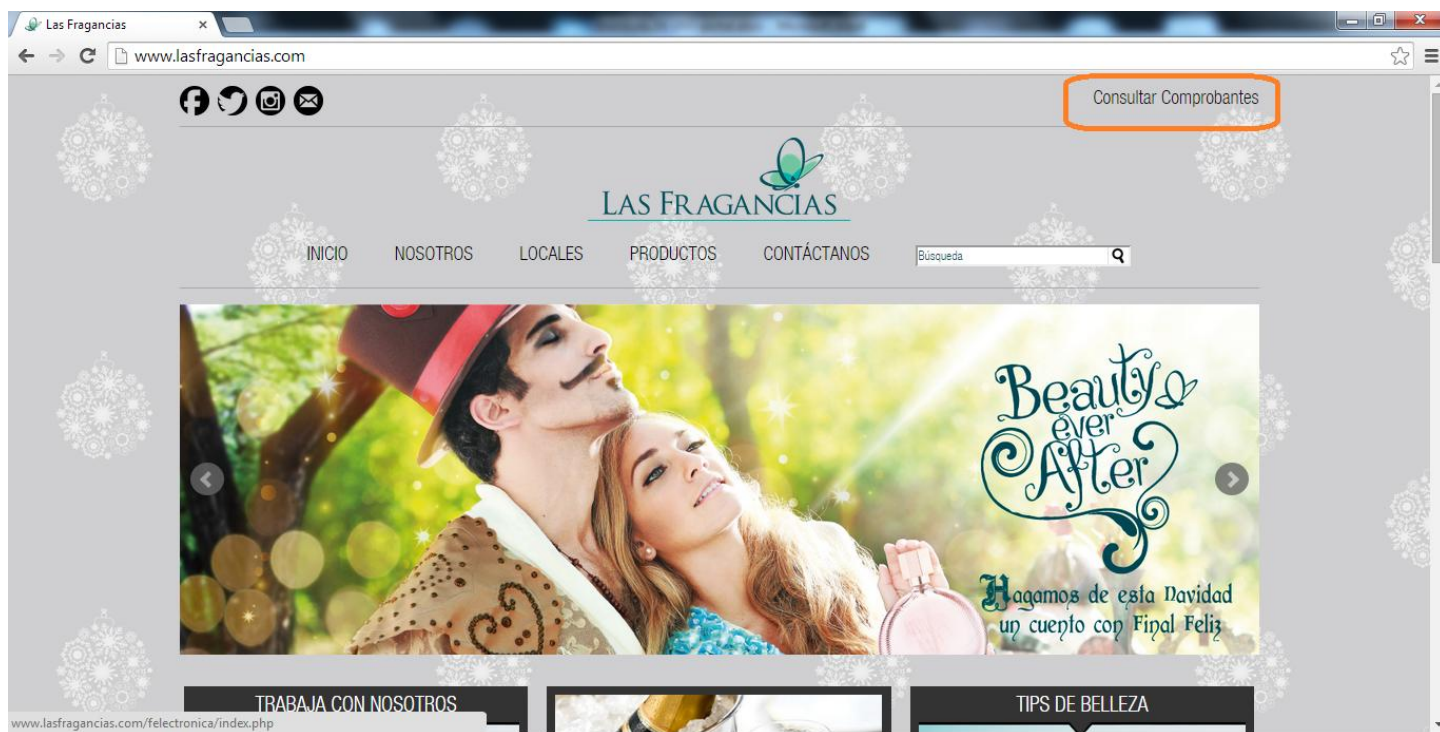 Las Fragancias
www.lasfragancias.com
Consultar Comprobantes
LAS FRAGANCIAS
INICIO NOSOTROS LOCALES PRODUCTOS CONTÁCTANOS Búsqueda
Beauty
ever
After
Hagamos de esta Navidad
un cuento con Final Feliz
TRABAJA CON NOSOTROS
TIPS DE BELLEZA
www.lasfragancias.com/felectronica/index.php